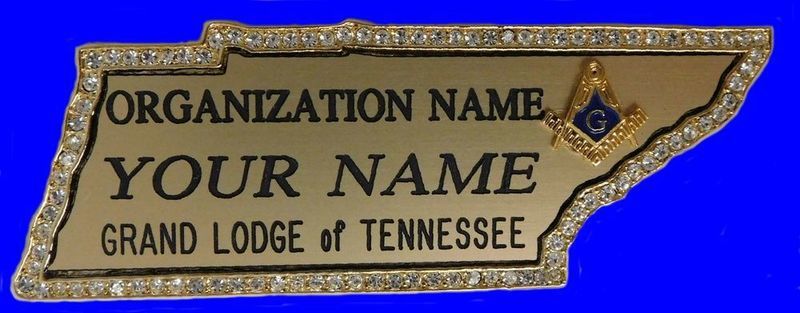 ORGANIZATION NAME
G
YOUR NAME
GRAND LODGE of TENNESSEE